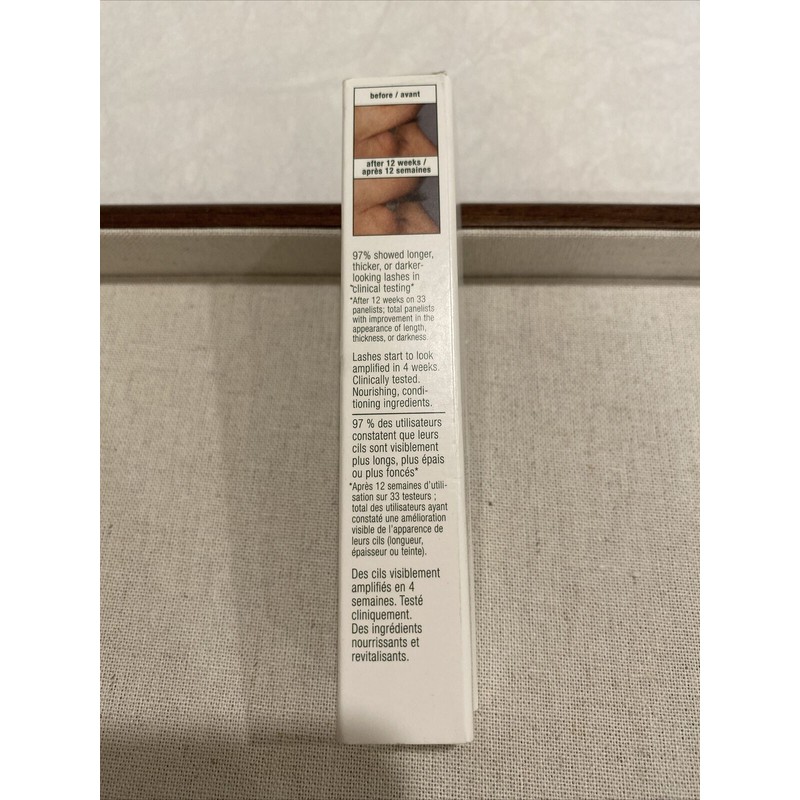 before / avant
after 12 weeks /
après 12 semaines
97% showed longer,
thicker, or darker-
looking lashes in
"clinical testing*
*After 12 weeks on 33
panelists; total panelists
with improvement in the
appearance of length,
thickness, or darkness
Lashes start to look
amplified in 4 weeks.
Clinically tested.
Nourishing, condi-
tioning ingredients.
97 % des utilisateurs
constatent que leurs
cils sont visiblement
plus longs, plus épais
ou plus foncés*
*Après 12 semaines d'utili-
sation sur 33 testeurs ;
total des utilisateurs ayant
constaté une amélioration
visible de l'apparence de
leurs cils (longueur,
épaisseur ou teinte).
Des cils visiblement
amplifiés en 4
semaines. Testé
cliniquement.
Des ingrédients
nourrissants et
revitalisants.